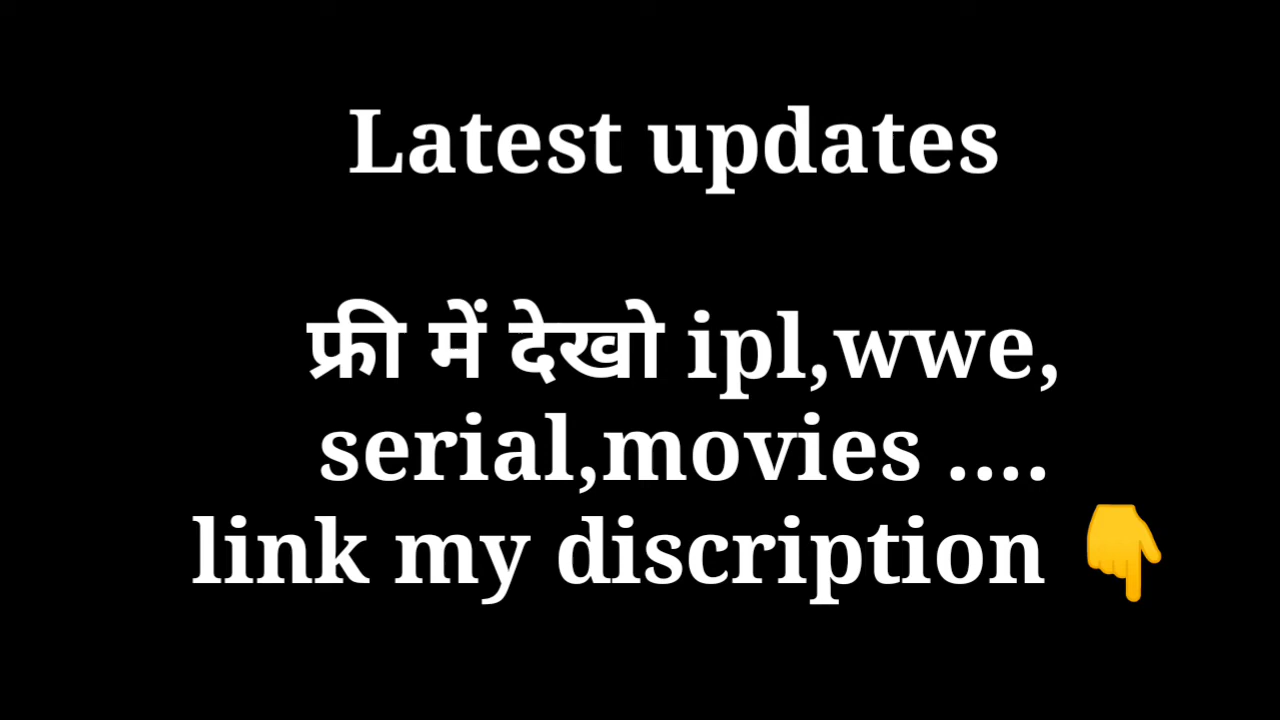 Latest updates
फ्री में देखो ipl,wwe,
serial,movies ....
link my discription 👇